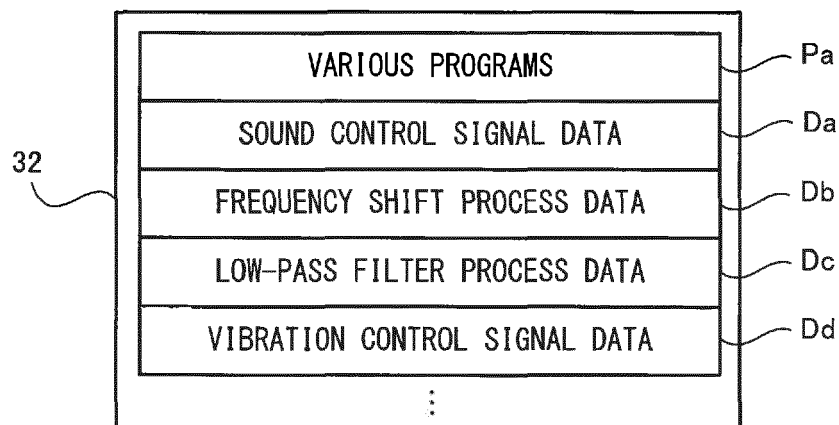 VARIOUS PROGRAMS Pa
SOUND CONTROL SIGNAL DATA Da
32
FREQUENCY SHIFT PROCESS DATA Db
LOW-PASS FILTER PROCESS DATA Dc
VIBRATION CONTROL SIGNAL DATA Dd
⋮